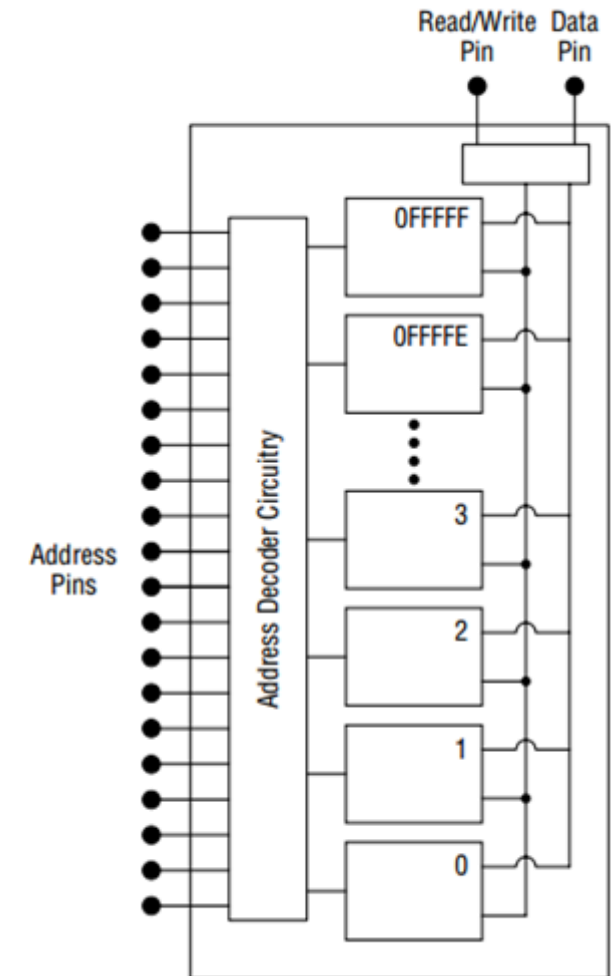 Read/Write Data
Pin Pin
0FFFFF
0FFFFE
3
2
1
0
Address Decoder Circuitry
Address
Pins